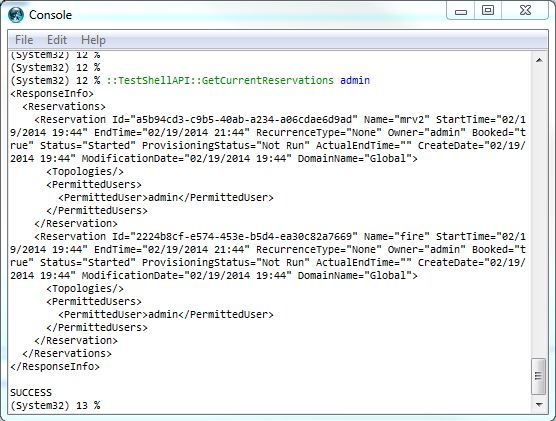 Console
File Edit Help
(System32) 12 %
(System32) 12 %
(System32) 12 % ::TestShellAPI::GetCurrentReservations admin
<ResponseInfo>
  <Reservations>
    <Reservation Id="a5b94cd3-c9b5-40ab-a234-a06cdae6d9ad" Name="mrv2" StartTime="02/1
9/2014 19:44" EndTime="02/19/2014 21:44" RecurrenceType="None" Owner="admin" Booked="t
rue" Status="Started" ProvisioningStatus="Not Run" ActualEndTime="" CreateDate="02/19/
2014 19:44" ModificationDate="02/19/2014 19:44" DomainName="Global">
      <Topologies/>
      <PermittedUsers>
        <PermittedUser>admin</PermittedUser>
      </PermittedUsers>
    </Reservation>
    <Reservation Id="2224b8cf-e574-453e-b5d4-ea30c82a7669" Name="fire" StartTime="02/1
9/2014 19:44" EndTime="02/19/2014 21:44" RecurrenceType="None" Owner="admin" Booked="t
rue" Status="Started" ProvisioningStatus="Not Run" ActualEndTime="" CreateDate="02/19/
2014 19:44" ModificationDate="02/19/2014 19:44" DomainName="Global">
      <Topologies/>
      <PermittedUsers>
        <PermittedUser>admin</PermittedUser>
      </PermittedUsers>
    </Reservation>
  </Reservations>
</ResponseInfo>
SUCCESS
(System32) 13 %